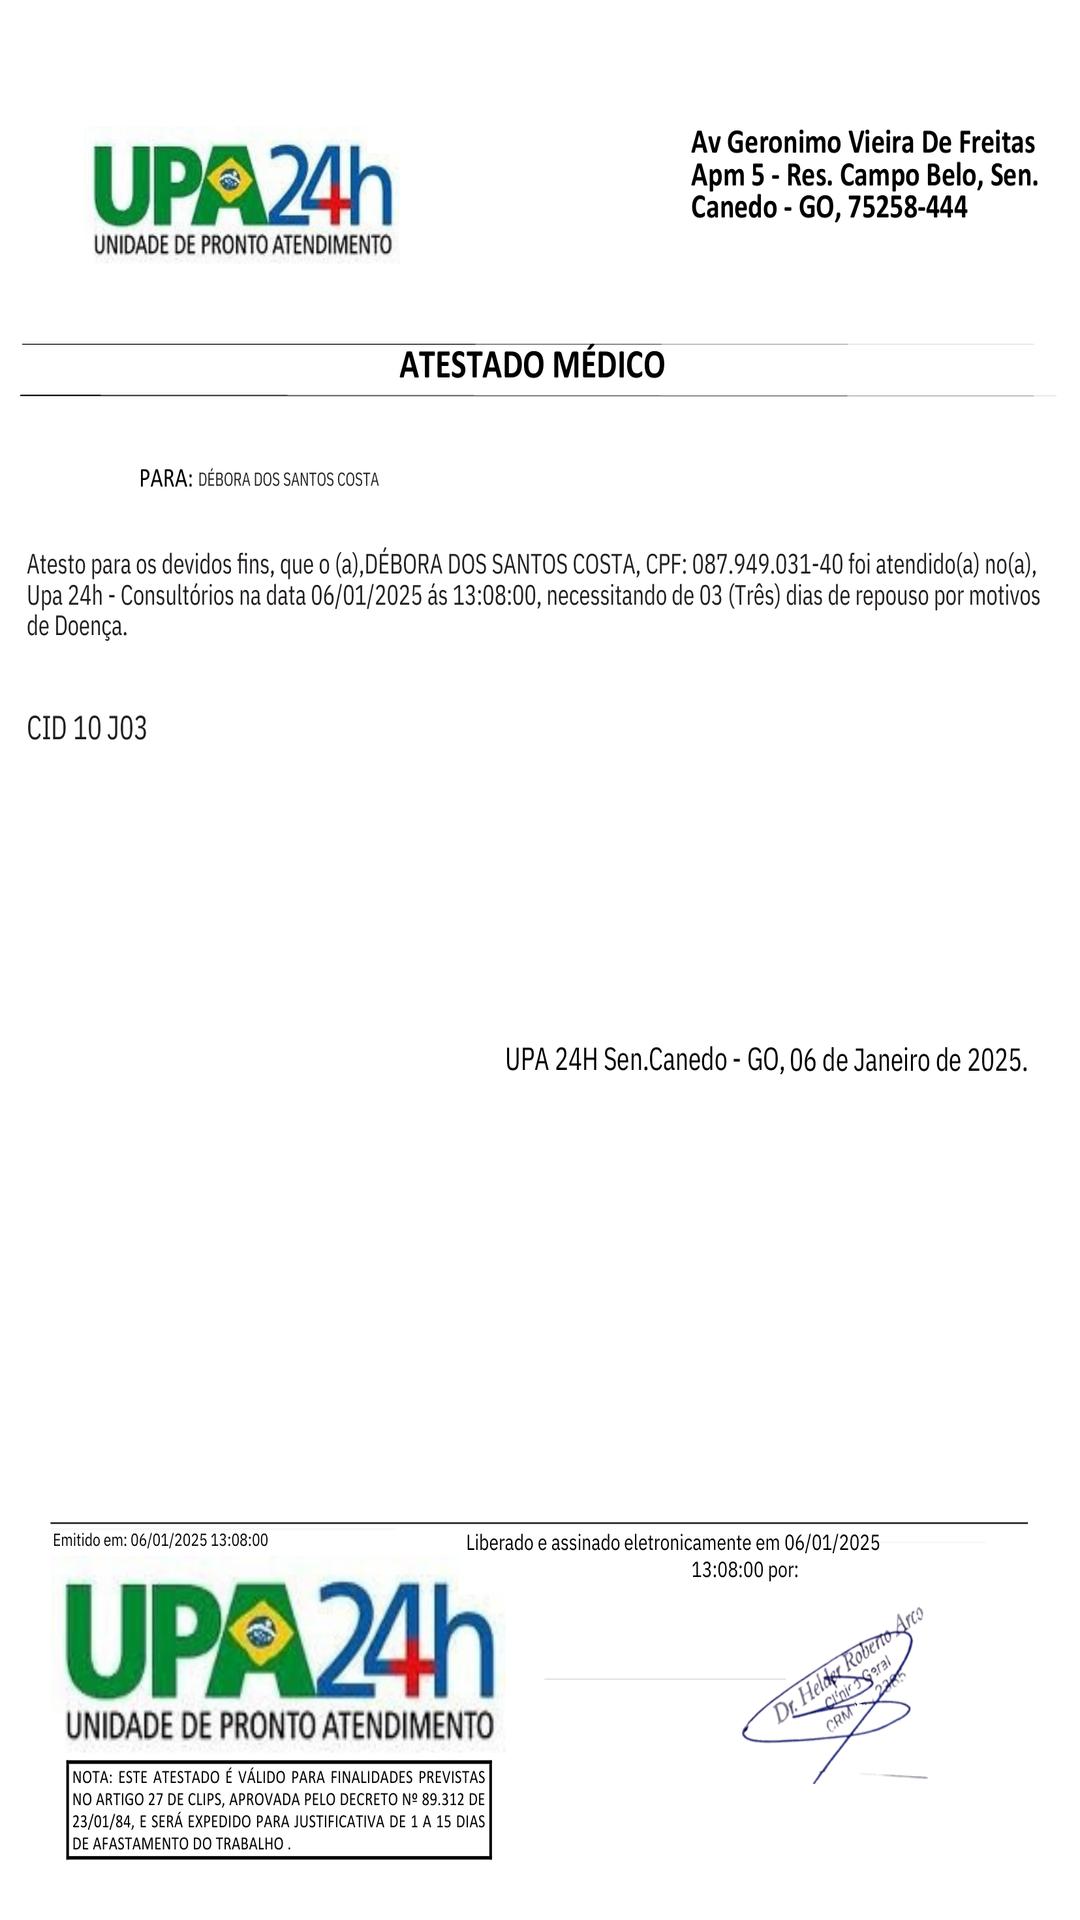 UPA24h
UNIDADE DE PRONTO ATENDIMENTO
Av Geronimo Vieira De Freitas
Apm 5 - Res. Campo Belo, Sen.
Canedo - GO, 75258-444
ATESTADO MÉDICO
PARA: DÉBORA DOS SANTOS COSTA
Atesto para os devidos fins, que o (a),DÉBORA DOS SANTOS COSTA, CPF: 087.949.031-40 foi atendido(a) no(a),
Upa 24h - Consultórios na data 06/01/2025 ás 13:08:00, necessitando de 03 (Três) dias de repouso por motivos
de Doença.
CID 10 J03
UPA 24H Sen.Canedo - GO, 06 de Janeiro de 2025.
Emitido em: 06/01/2025 13:08:00
Liberado e assinado eletronicamente em 06/01/2025
13:08:00 por:
UPA24h
UNIDADE DE PRONTO ATENDIMENTO
Dr. Helder Roberto Arco
Geral
CRM
NOTA: ESTE ATESTADO É VÁLIDO PARA FINALIDADES PREVISTAS
NO ARTIGO 27 DE CLIPS, APROVADA PELO DECRETO Nº 89.312 DE
23/01/84, E SERÁ EXPEDIDO PARA JUSTIFICATIVA DE 1 A 15 DIAS
DE AFASTAMENTO DO TRABALHO .